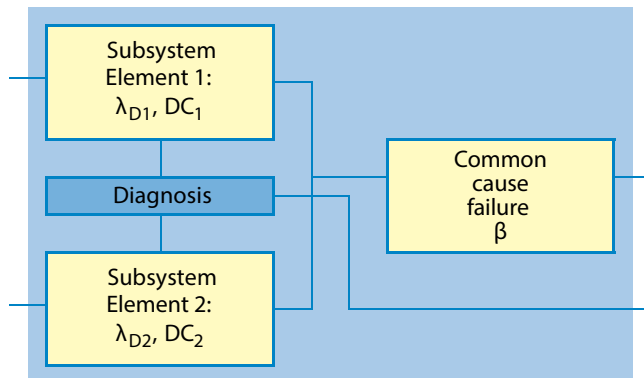 Subsystem
Element 1:
λD1, DC1
Diagnosis
Subsystem
Element 2:
λD2, DC2
Common
cause
failure
β